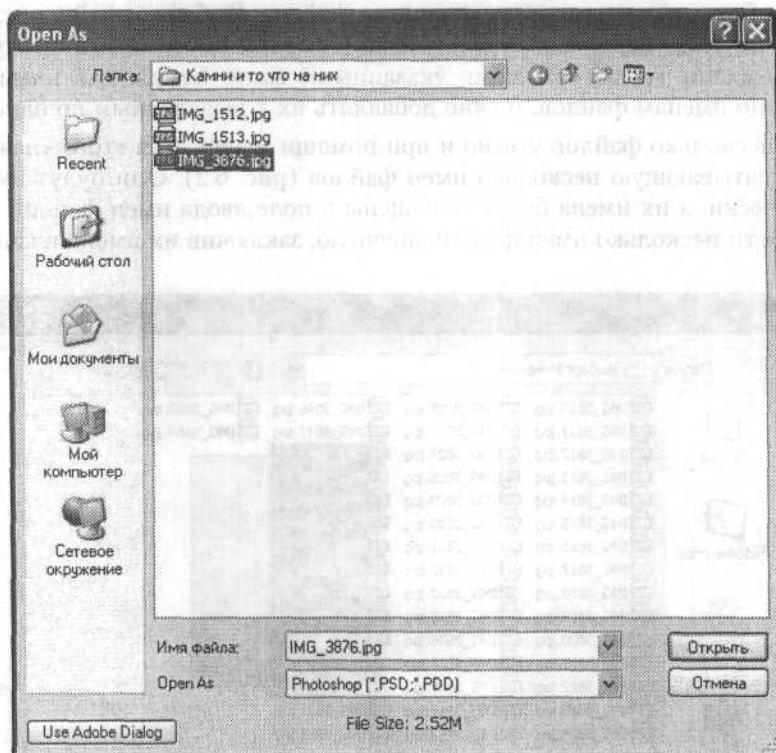 Open As
Папка: Камни и то что на них
IMG_1512.jpg
IMG_1513.jpg
IMG_3876.jpg
Recent
Рабочий стол
Мои документы
Мой
компьютер
Сетевое
окружение
Имя файла: IMG_3876.jpg Открыть
Open As Photoshop (*.PSD;*.PDD) Отмена
Use Adobe Dialog File Size: 2.52M